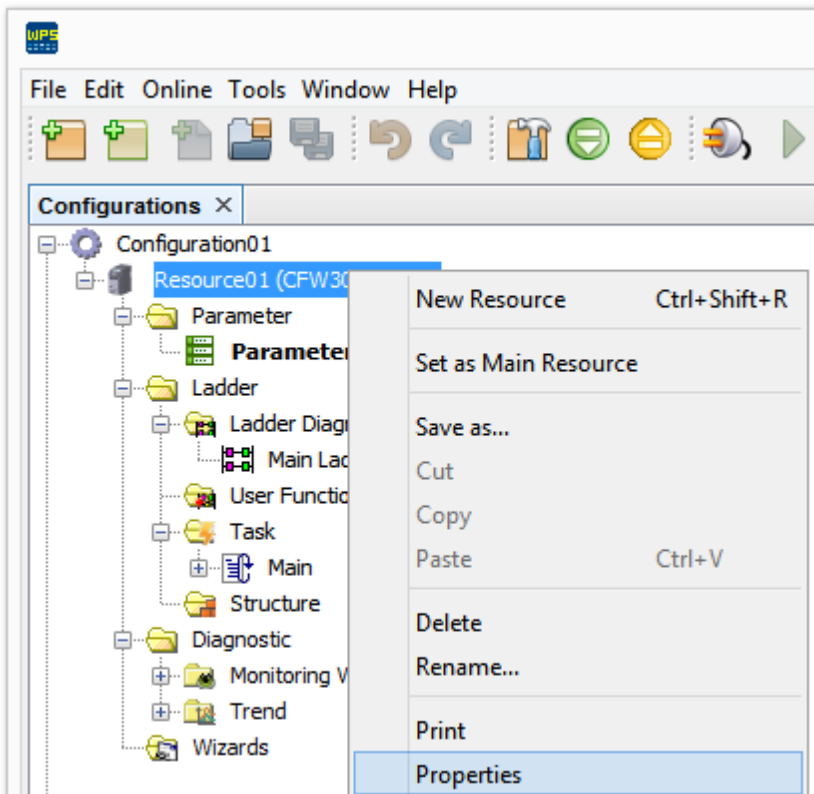 WPS
File Edit Online Tools Window Help
Configurations ×
Configuration01
Resource01 (CFW30
Parameter
Parameter
Ladder
Ladder Diagr
Main Lad
User Functio
Task
Main
Structure
Diagnostic
Monitoring V
Trend
Wizards
New Resource Ctrl+Shift+R
Set as Main Resource
Save as...
Cut
Copy
Paste Ctrl+V
Delete
Rename...
Print
Properties